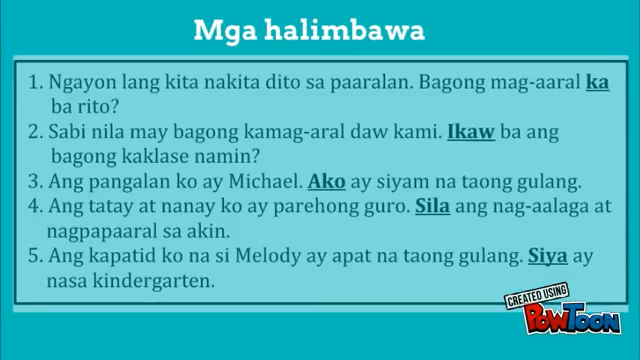 Mga halimbawa
1. Ngayon lang kita nakita dito sa paaralan. Bagong mag-aaral ka
ba rito?
2. Sabi nila may bagong kamag-aral daw kami. Ikaw ba ang
bagong kaklase namin?
3. Ang pangalan ko ay Michael. Ako ay siyam na taong gulang.
4. Ang tatay at nanay ko ay parehong guro. Sila ang nag-aalaga at
nagpapaaral sa akin.
5. Ang kapatid ko na si Melody ay apat na taong gulang. Siya ay
nasa kindergarten.
CREATED USING
POWTOON